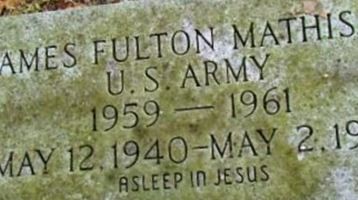 AMES FULTON MATHIS
U.S. ARMY
1959 — 1961
MAY 12, 1940 - MAY 2, 19
ASLEEP IN JESUS